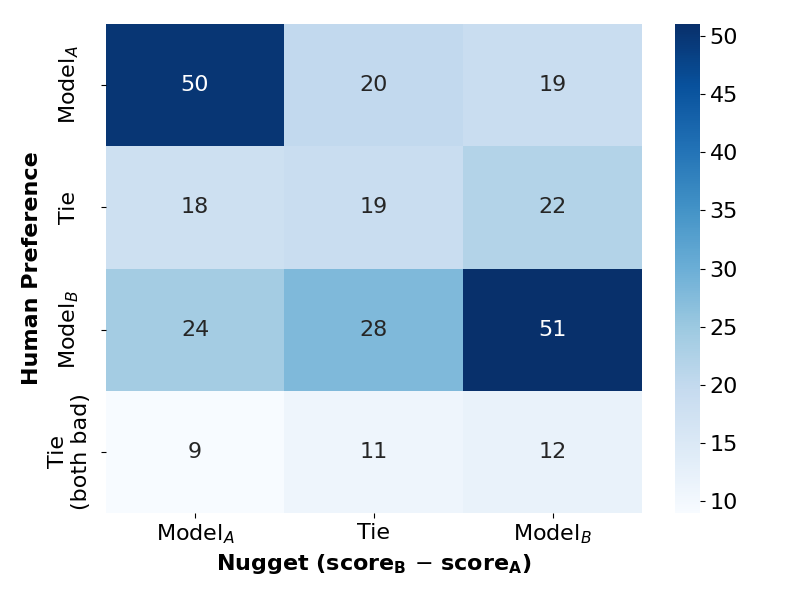 Human Preference
Model_A
50 20 19
Tie
18 19 22
Model_B
24 28 51
Tie
(both bad)
9 11 12
Model_A Tie Model_B
Nugget (score_B − score_A)
50
45
40
35
30
25
20
15
10